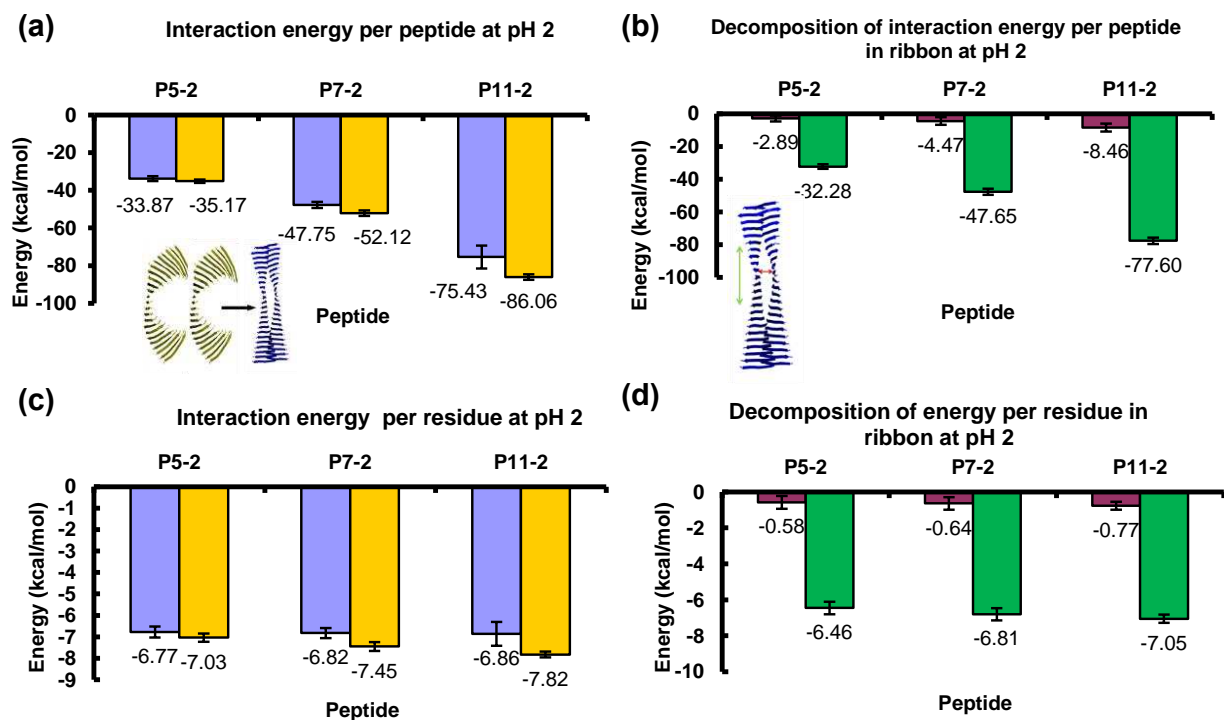 (a)
Interaction energy per peptide at pH 2
P5-2 P7-2 P11-2
0
-20
-40
-60
-80
-100
Energy (kcal/mol)
-33.87 -35.17
-47.75 -52.12
-75.43 -86.06
Peptide
(b)
Decomposition of interaction energy per peptide
in ribbon at pH 2
P5-2 P7-2 P11-2
0
-20
-40
-60
-80
-100
Energy (kcal/mol)
-2.89 -32.28
-4.47 -47.65
-8.46 -77.60
Peptide
(c)
Interaction energy per residue at pH 2
P5-2 P7-2 P11-2
0
-1
-2
-3
-4
-5
-6
-7
-8
-9
Energy (kcal/mol)
-6.77 -7.03
-6.82 -7.45
-6.86 -7.82
Peptide
(d)
Decomposition of energy per residue in
ribbon at pH 2
P5-2 P7-2 P11-2
0
-2
-4
-6
-8
-10
Energy (kcal/mol)
-0.58 -6.46
-0.64 -6.81
-0.77 -7.05
Peptide